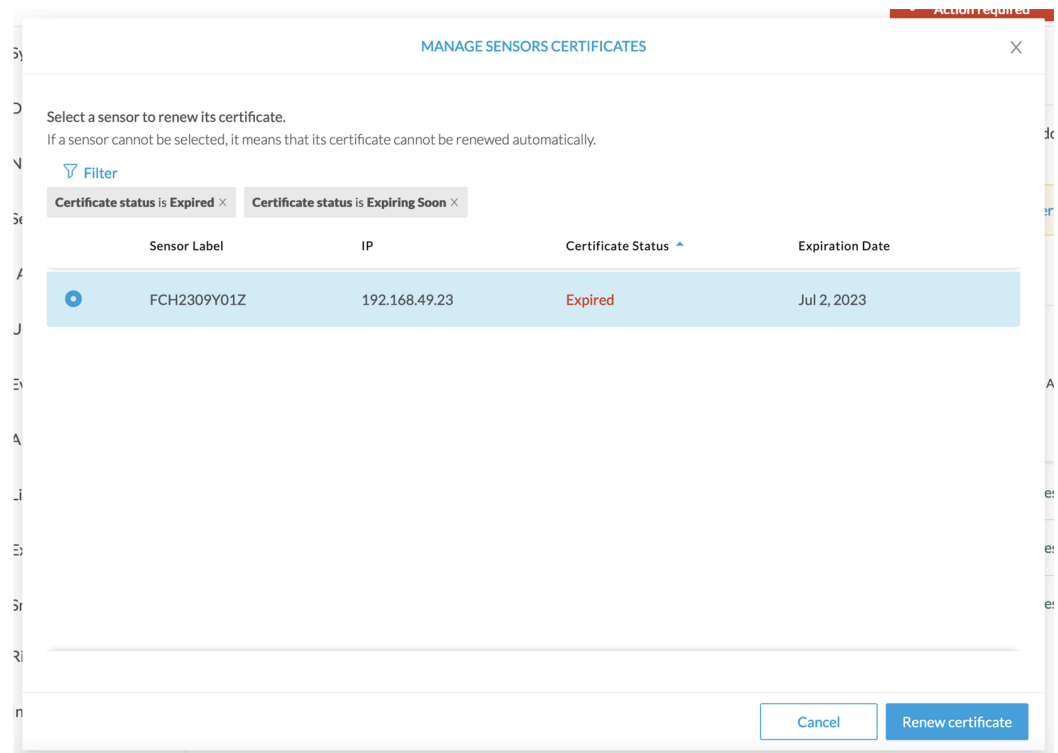 Action required
MANAGE SENSORS CERTIFICATES
Select a sensor to renew its certificate.
If a sensor cannot be selected, it means that its certificate cannot be renewed automatically.
Filter
Certificate status is Expired × Certificate status is Expiring Soon ×
Sensor Label IP Certificate Status Expiration Date
FCH2309Y01Z 192.168.49.23 Expired Jul 2, 2023
Cancel Renew certificate